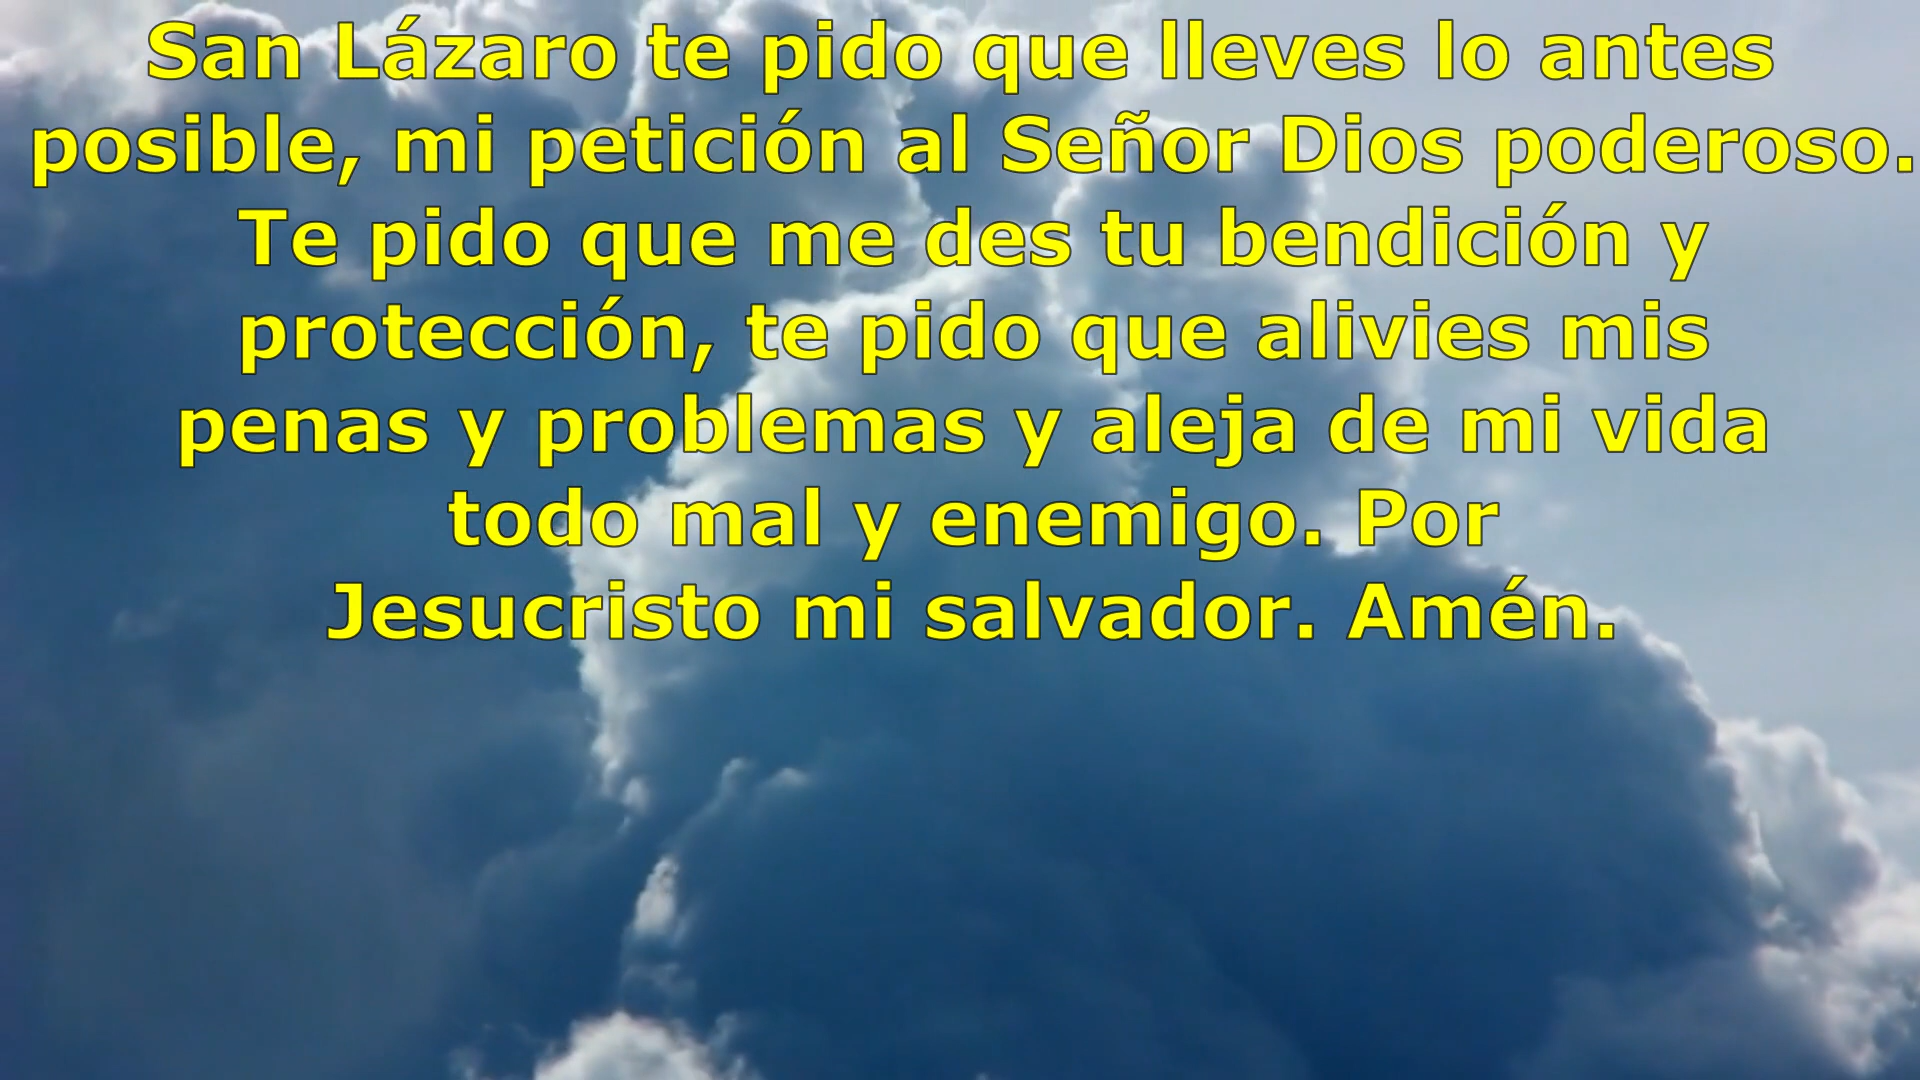 San Lázaro te pido que lleves lo antes
posible, mi petición al Señor Dios poderoso.
Te pido que me des tu bendición y
protección, te pido que alivies mis
penas y problemas y aleja de mi vida
todo mal y enemigo. Por
Jesucristo mi salvador. Amén.